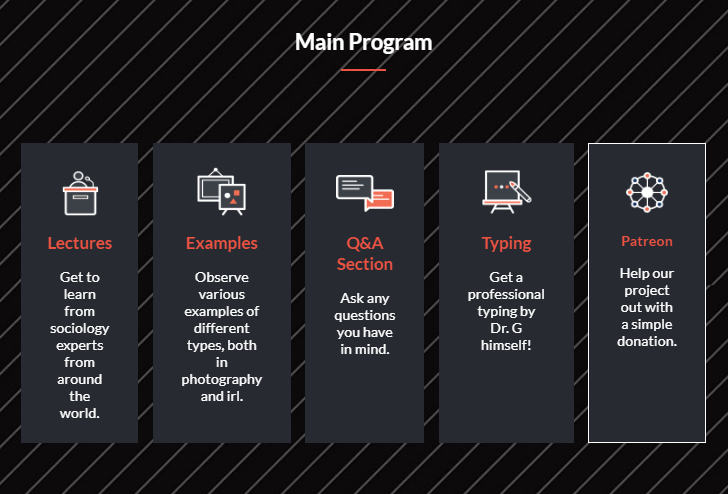 Main Program
Lectures
Get to
learn
from
sociology
experts
from
around
the
world.
Examples
Observe
various
examples of
different
types, both
in
photography
and irl.
Q&A
Section
Ask any
questions
you have
in mind.
Typing
Get a
professional
typing by
Dr. G
himself!
Patreon
Help our
project
out with
a simple
donation.